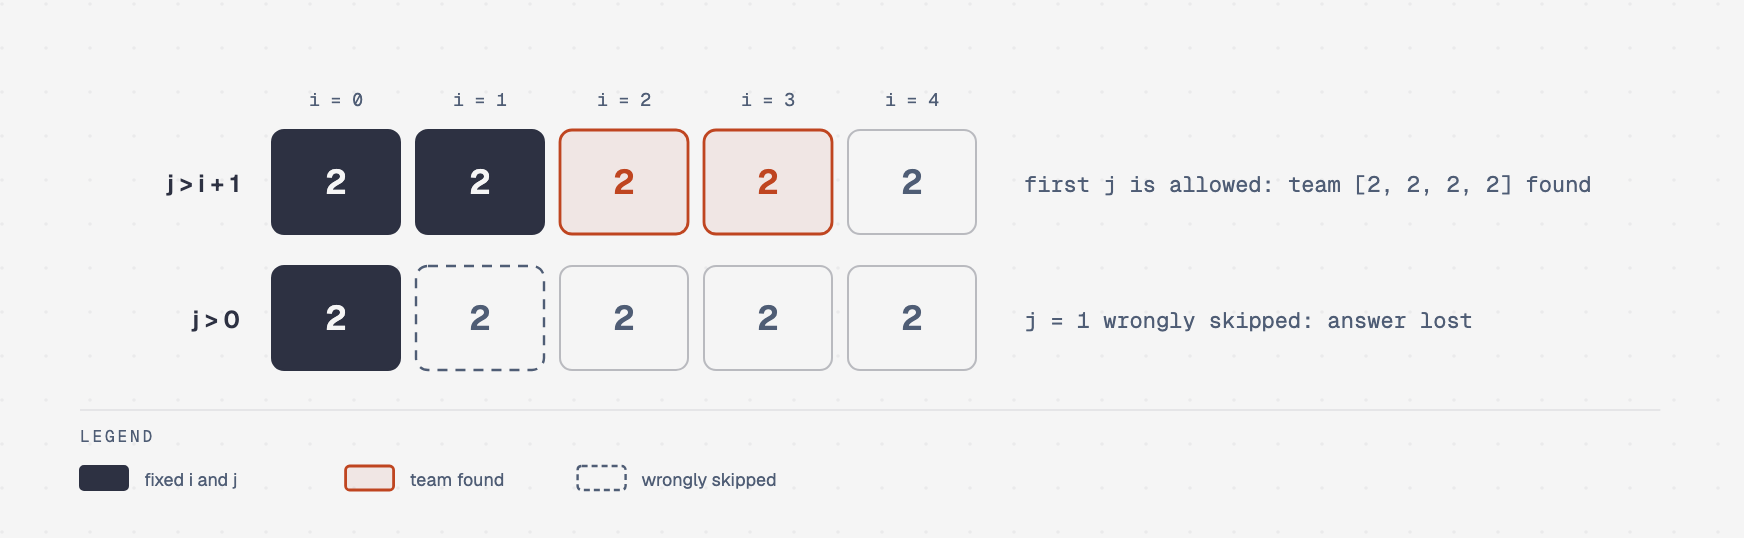 i = 0 i = 1 i = 2 i = 3 i = 4
j > i + 1 2 2 2 2 2 first j is allowed: team [2, 2, 2, 2] found
j > 0 2 2 2 2 2 j = 1 wrongly skipped: answer lost
LEGEND
fixed i and j team found wrongly skipped